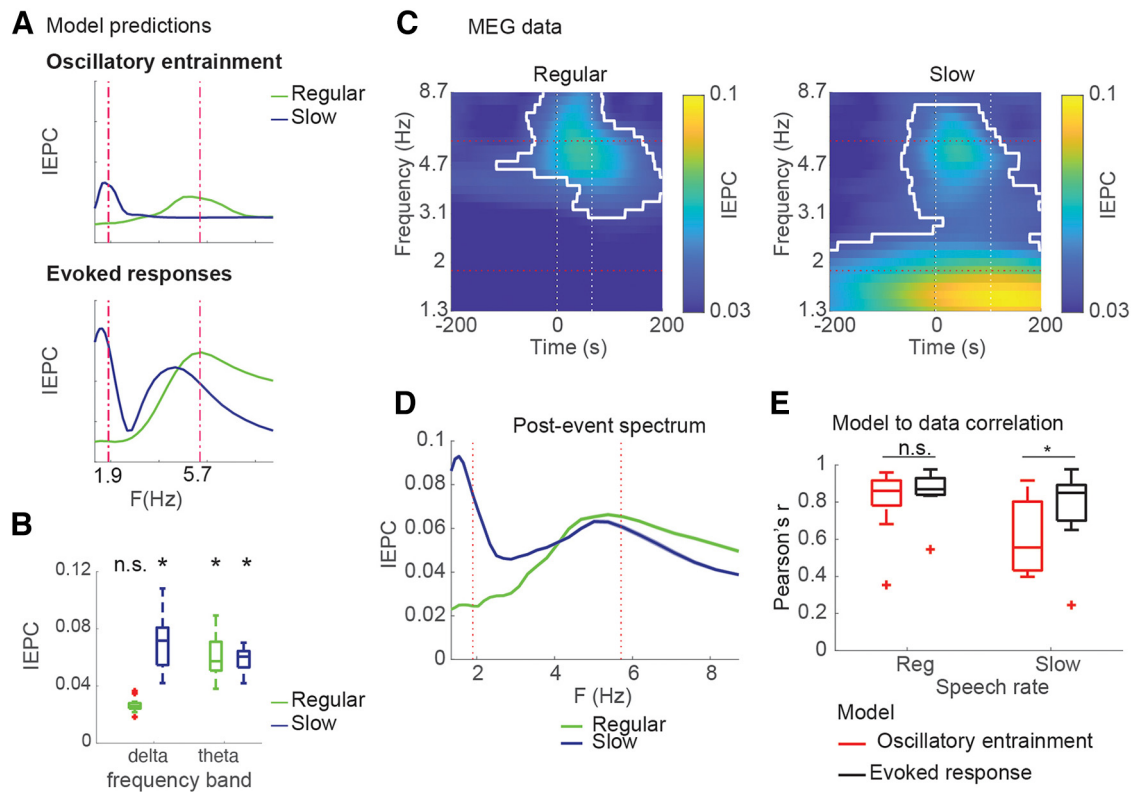 A Model predictions
Oscillatory entrainment
Regular
Slow
IEPC
Evoked responses
IEPC
1.9 5.7
F(Hz)
B
n.s. * * *
0.12
0.08
0.04
0
IEPC
delta theta
frequency band
Regular
Slow
C MEG data
Regular
8.7
4.7
3.1
2
1.3
Frequency (Hz)
-200 0 200
Time (s)
0.1
0.03
IEPC
Slow
8.7
4.7
3.1
2
1.3
Frequency (Hz)
-200 0 200
Time (s)
0.1
0.03
IEPC
D Post-event spectrum
0.1
0.08
0.06
0.04
0.02
0
IEPC
2 4 6 8
F (Hz)
Regular
Slow
E
Model to data correlation
n.s. *
1
0.8
0.6
0.4
0.2
0
Pearson's r
Reg Slow
Speech rate
Model
Oscillatory entrainment
Evoked response